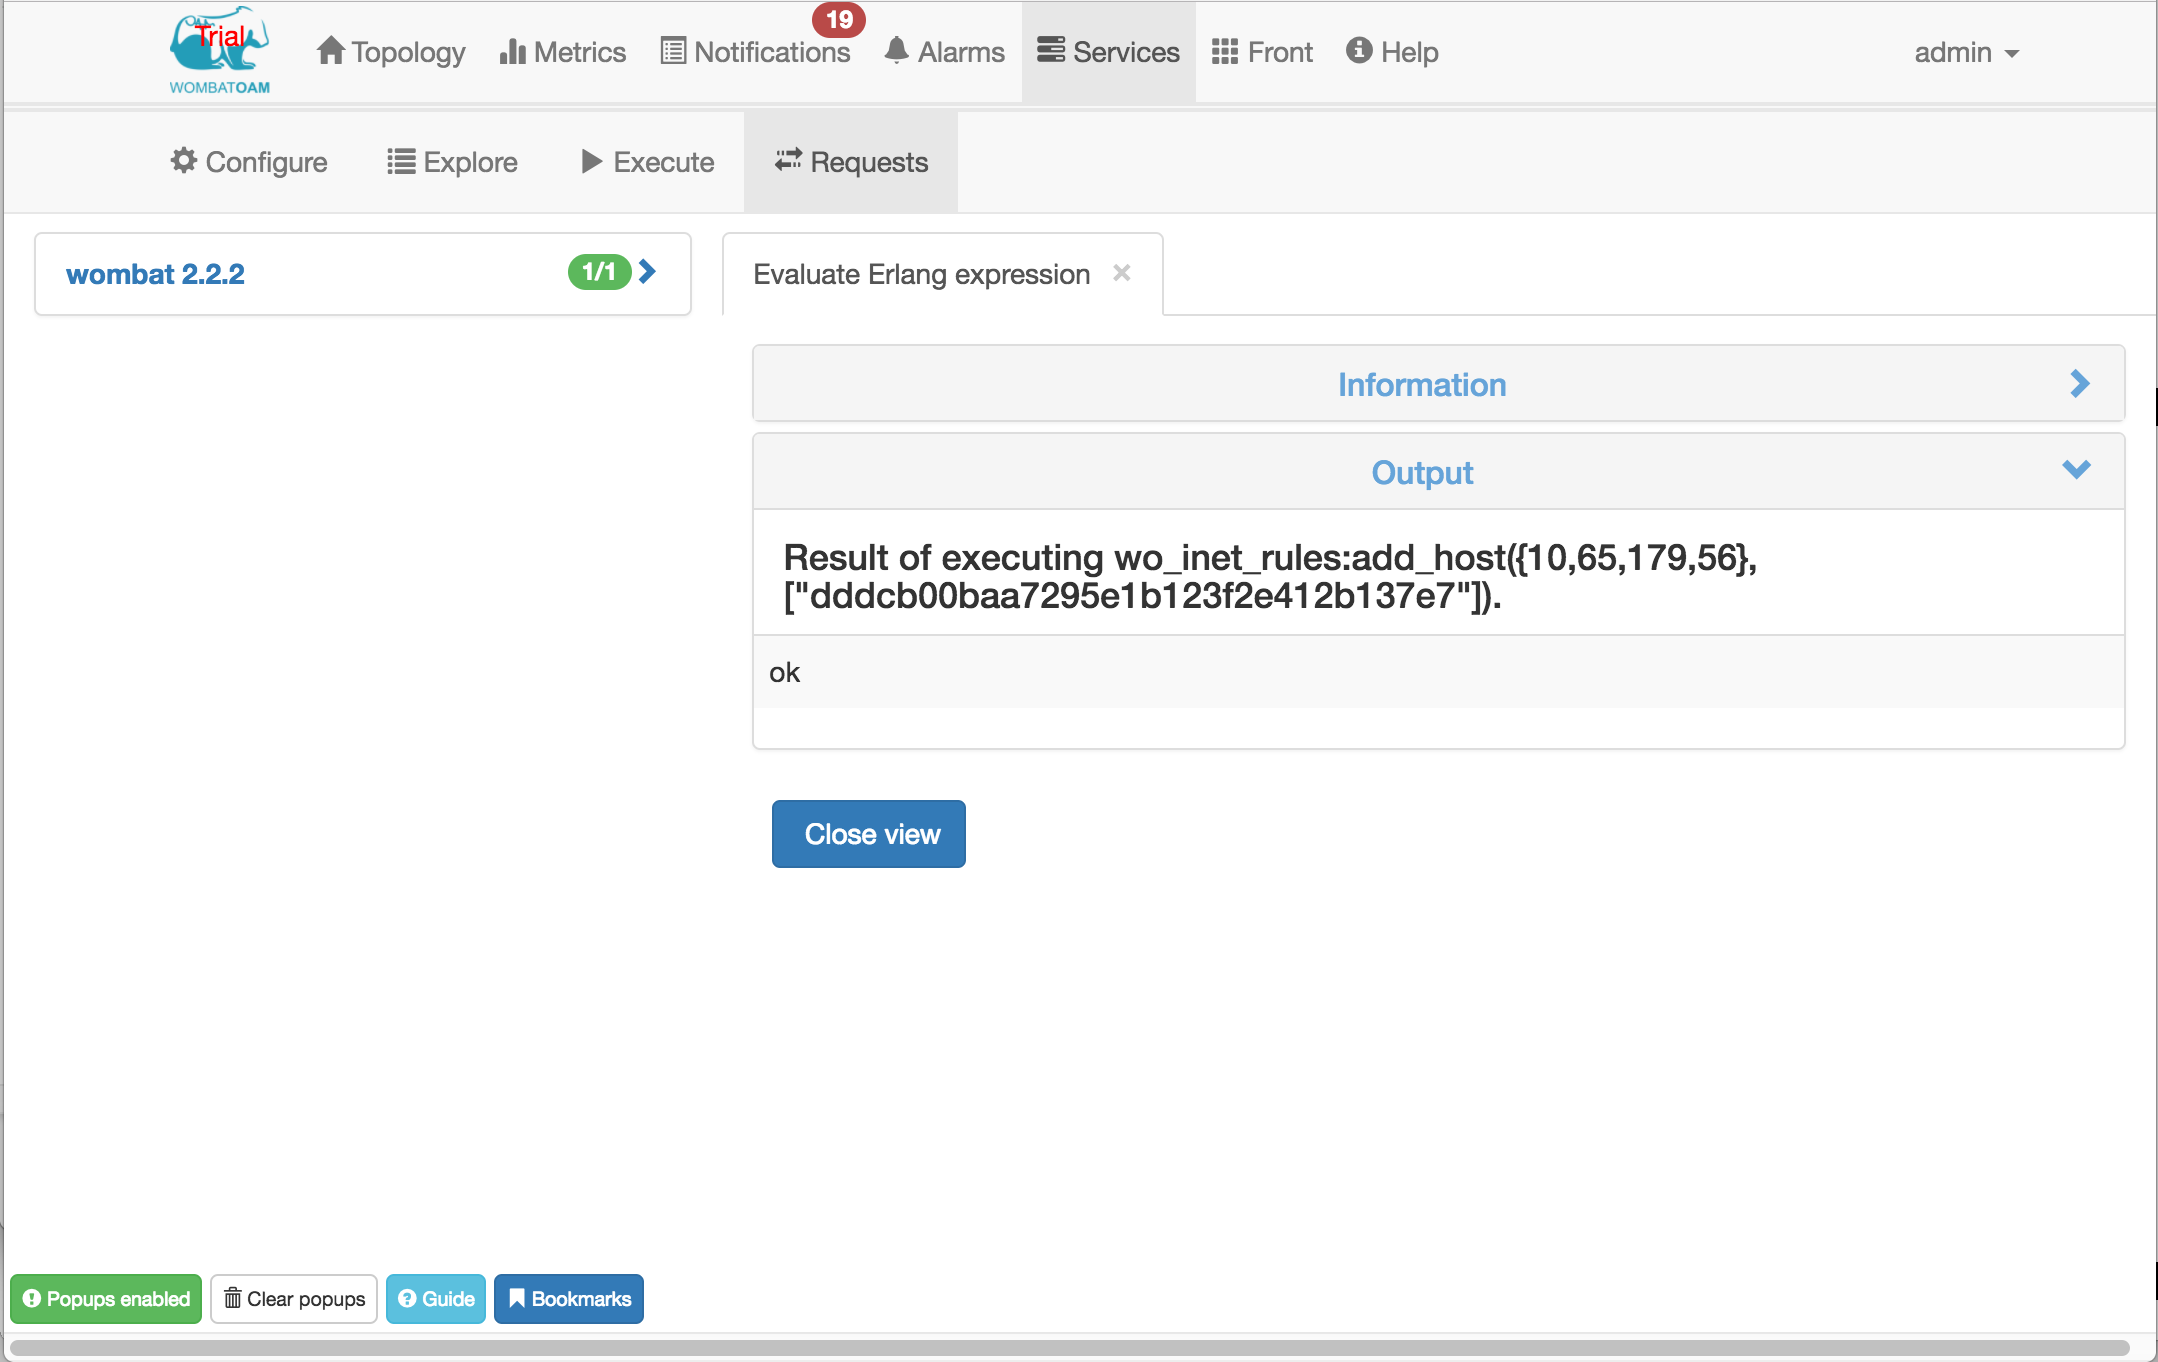 Trial
WOMBATOAM
Topology
Metrics
Notifications
19
Alarms
Services
Front
Help
admin
Configure
Explore
Execute
Requests
wombat 2.2.2
1/1
Evaluate Erlang expression
Information
Output
Result of executing wo_inet_rules:add_host({10,65,179,56},
["dddcb00baa7295e1b123f2e412b137e7"]).
ok
Close view
Popups enabled
Clear popups
Guide
Bookmarks